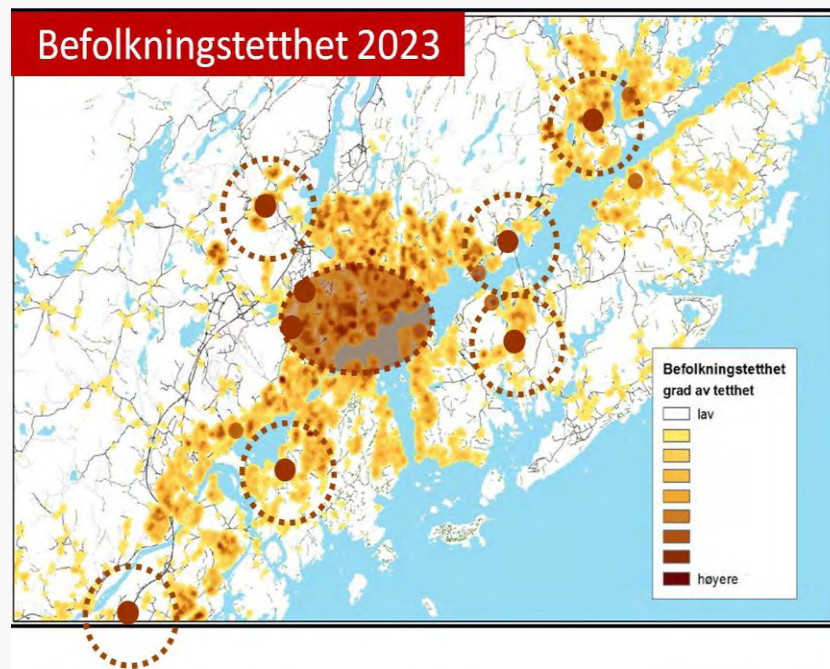 Befolkningstetthet 2023
Befolkningstetthet
grad av tetthet
lav
høyere